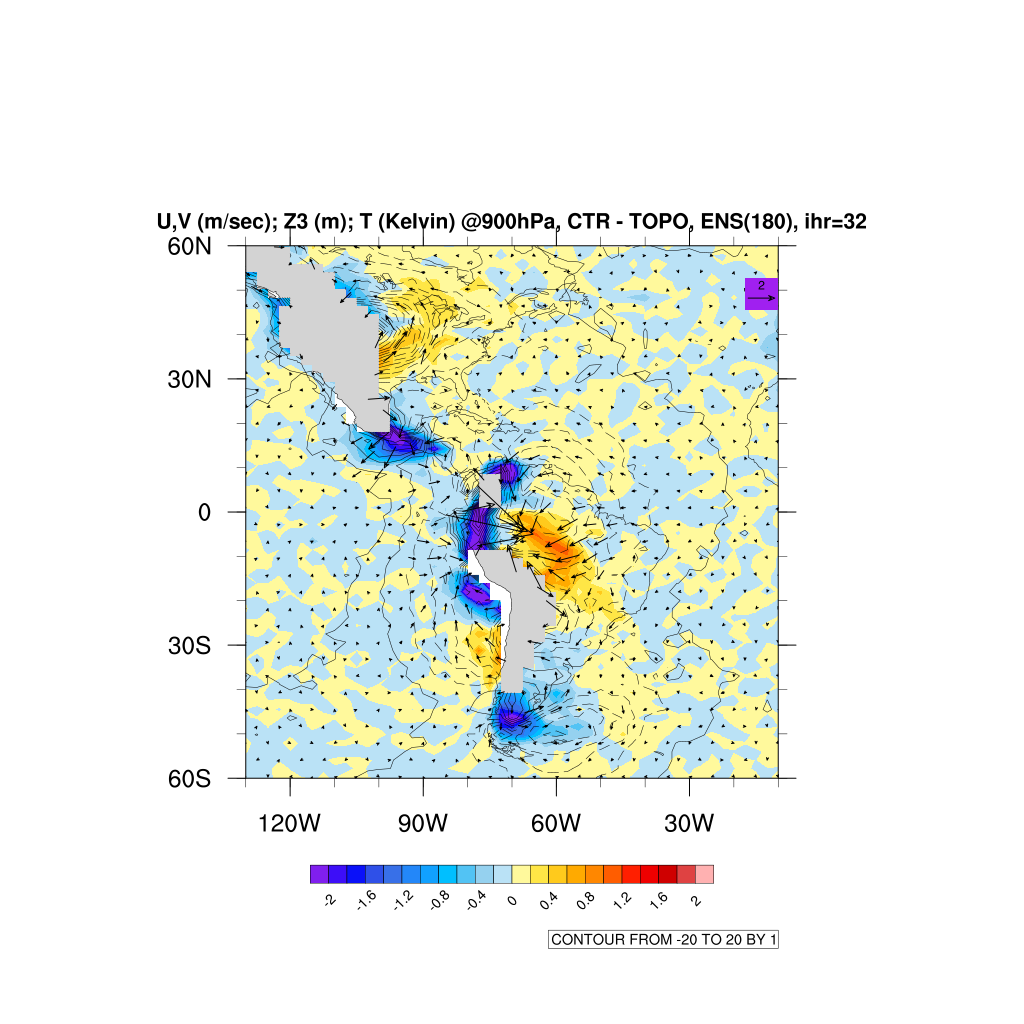 U,V (m/sec); Z3 (m); T (Kelvin) @900hPa, CTR - TOPO, ENS(180), ihr=32
60N
2
30N
0
30S
60S
120W 90W 60W 30W
-2 -1.6 -1.2 -0.8 -0.4 0 0.4 0.8 1.2 1.6 2
CONTOUR FROM -20 TO 20 BY 1